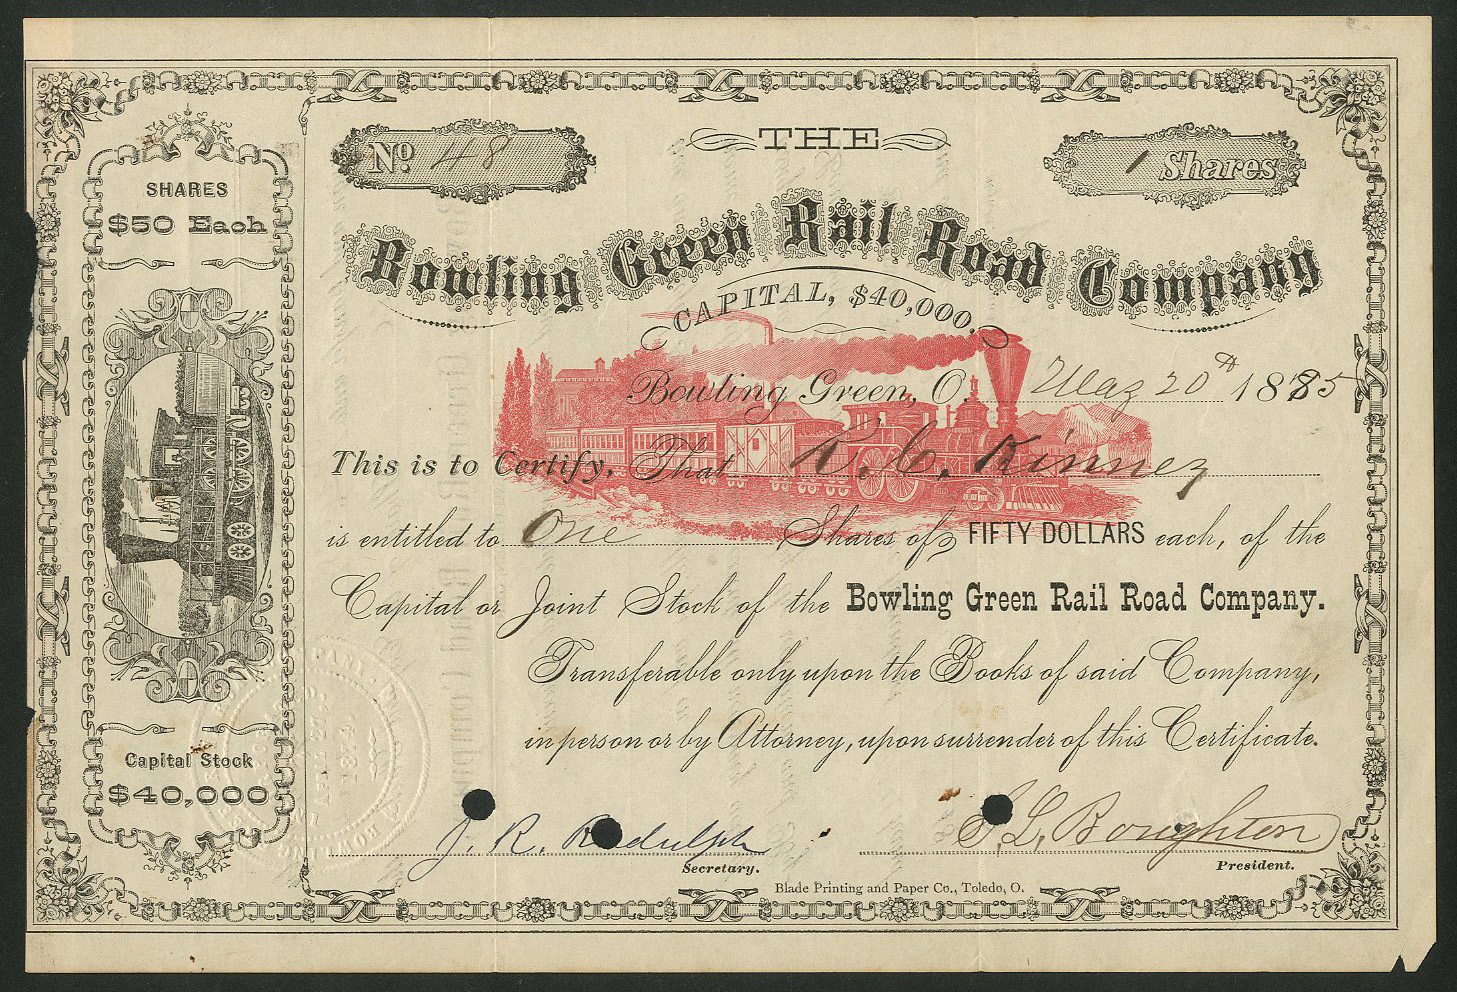 SHARES
$50 Each
Capital Stock
$40,000
No. 48
THE
1 Shares
Bowling Green Rail Road Company
CAPITAL, $40,000.
Bowling Green, O. May 20th 1885
This is to Certify, That T. C. Kinney
is entitled to One Shares of FIFTY DOLLARS each, of the
Capital or Joint Stock of the Bowling Green Rail Road Company.
Transferable only upon the Books of said Company,
in person or by Attorney, upon surrender of this Certificate.
J. R. Rudulph
Secretary.
S. L. Boughton
President.
Blade Printing and Paper Co., Toledo, O.